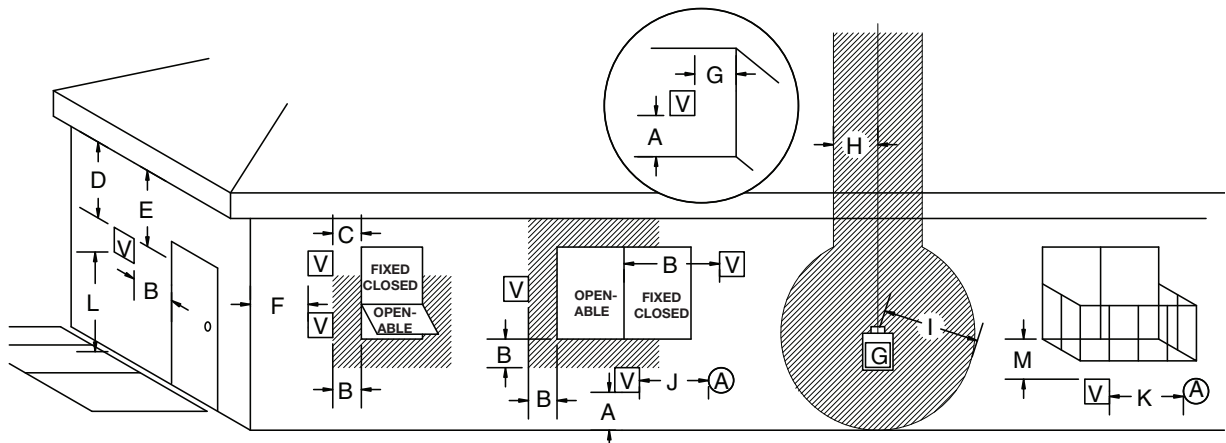 G
V
A
H
D
E
C
V
V
B
L
F
V
FIXED
CLOSED
OPEN-
ABLE
B
V
OPEN-
ABLE
FIXED
CLOSED
B
V
B
B
V
J
A
A
I
G
M
V
K
A